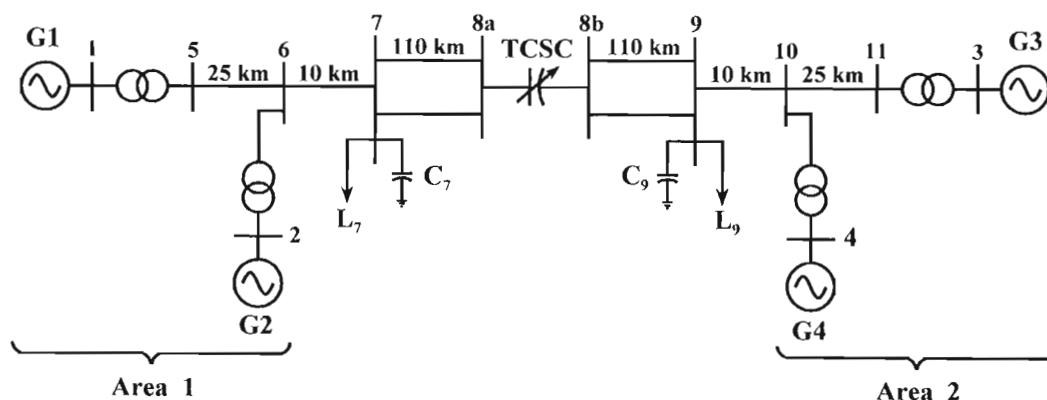 7 8a 8b 9
G1 1 5 6 110 km TCSC 110 km 10 11 3 G3
25 km 10 km 10 km 25 km
C₇ C₉
L₇ L₉
2 4
G2 G4
Area 1 Area 2